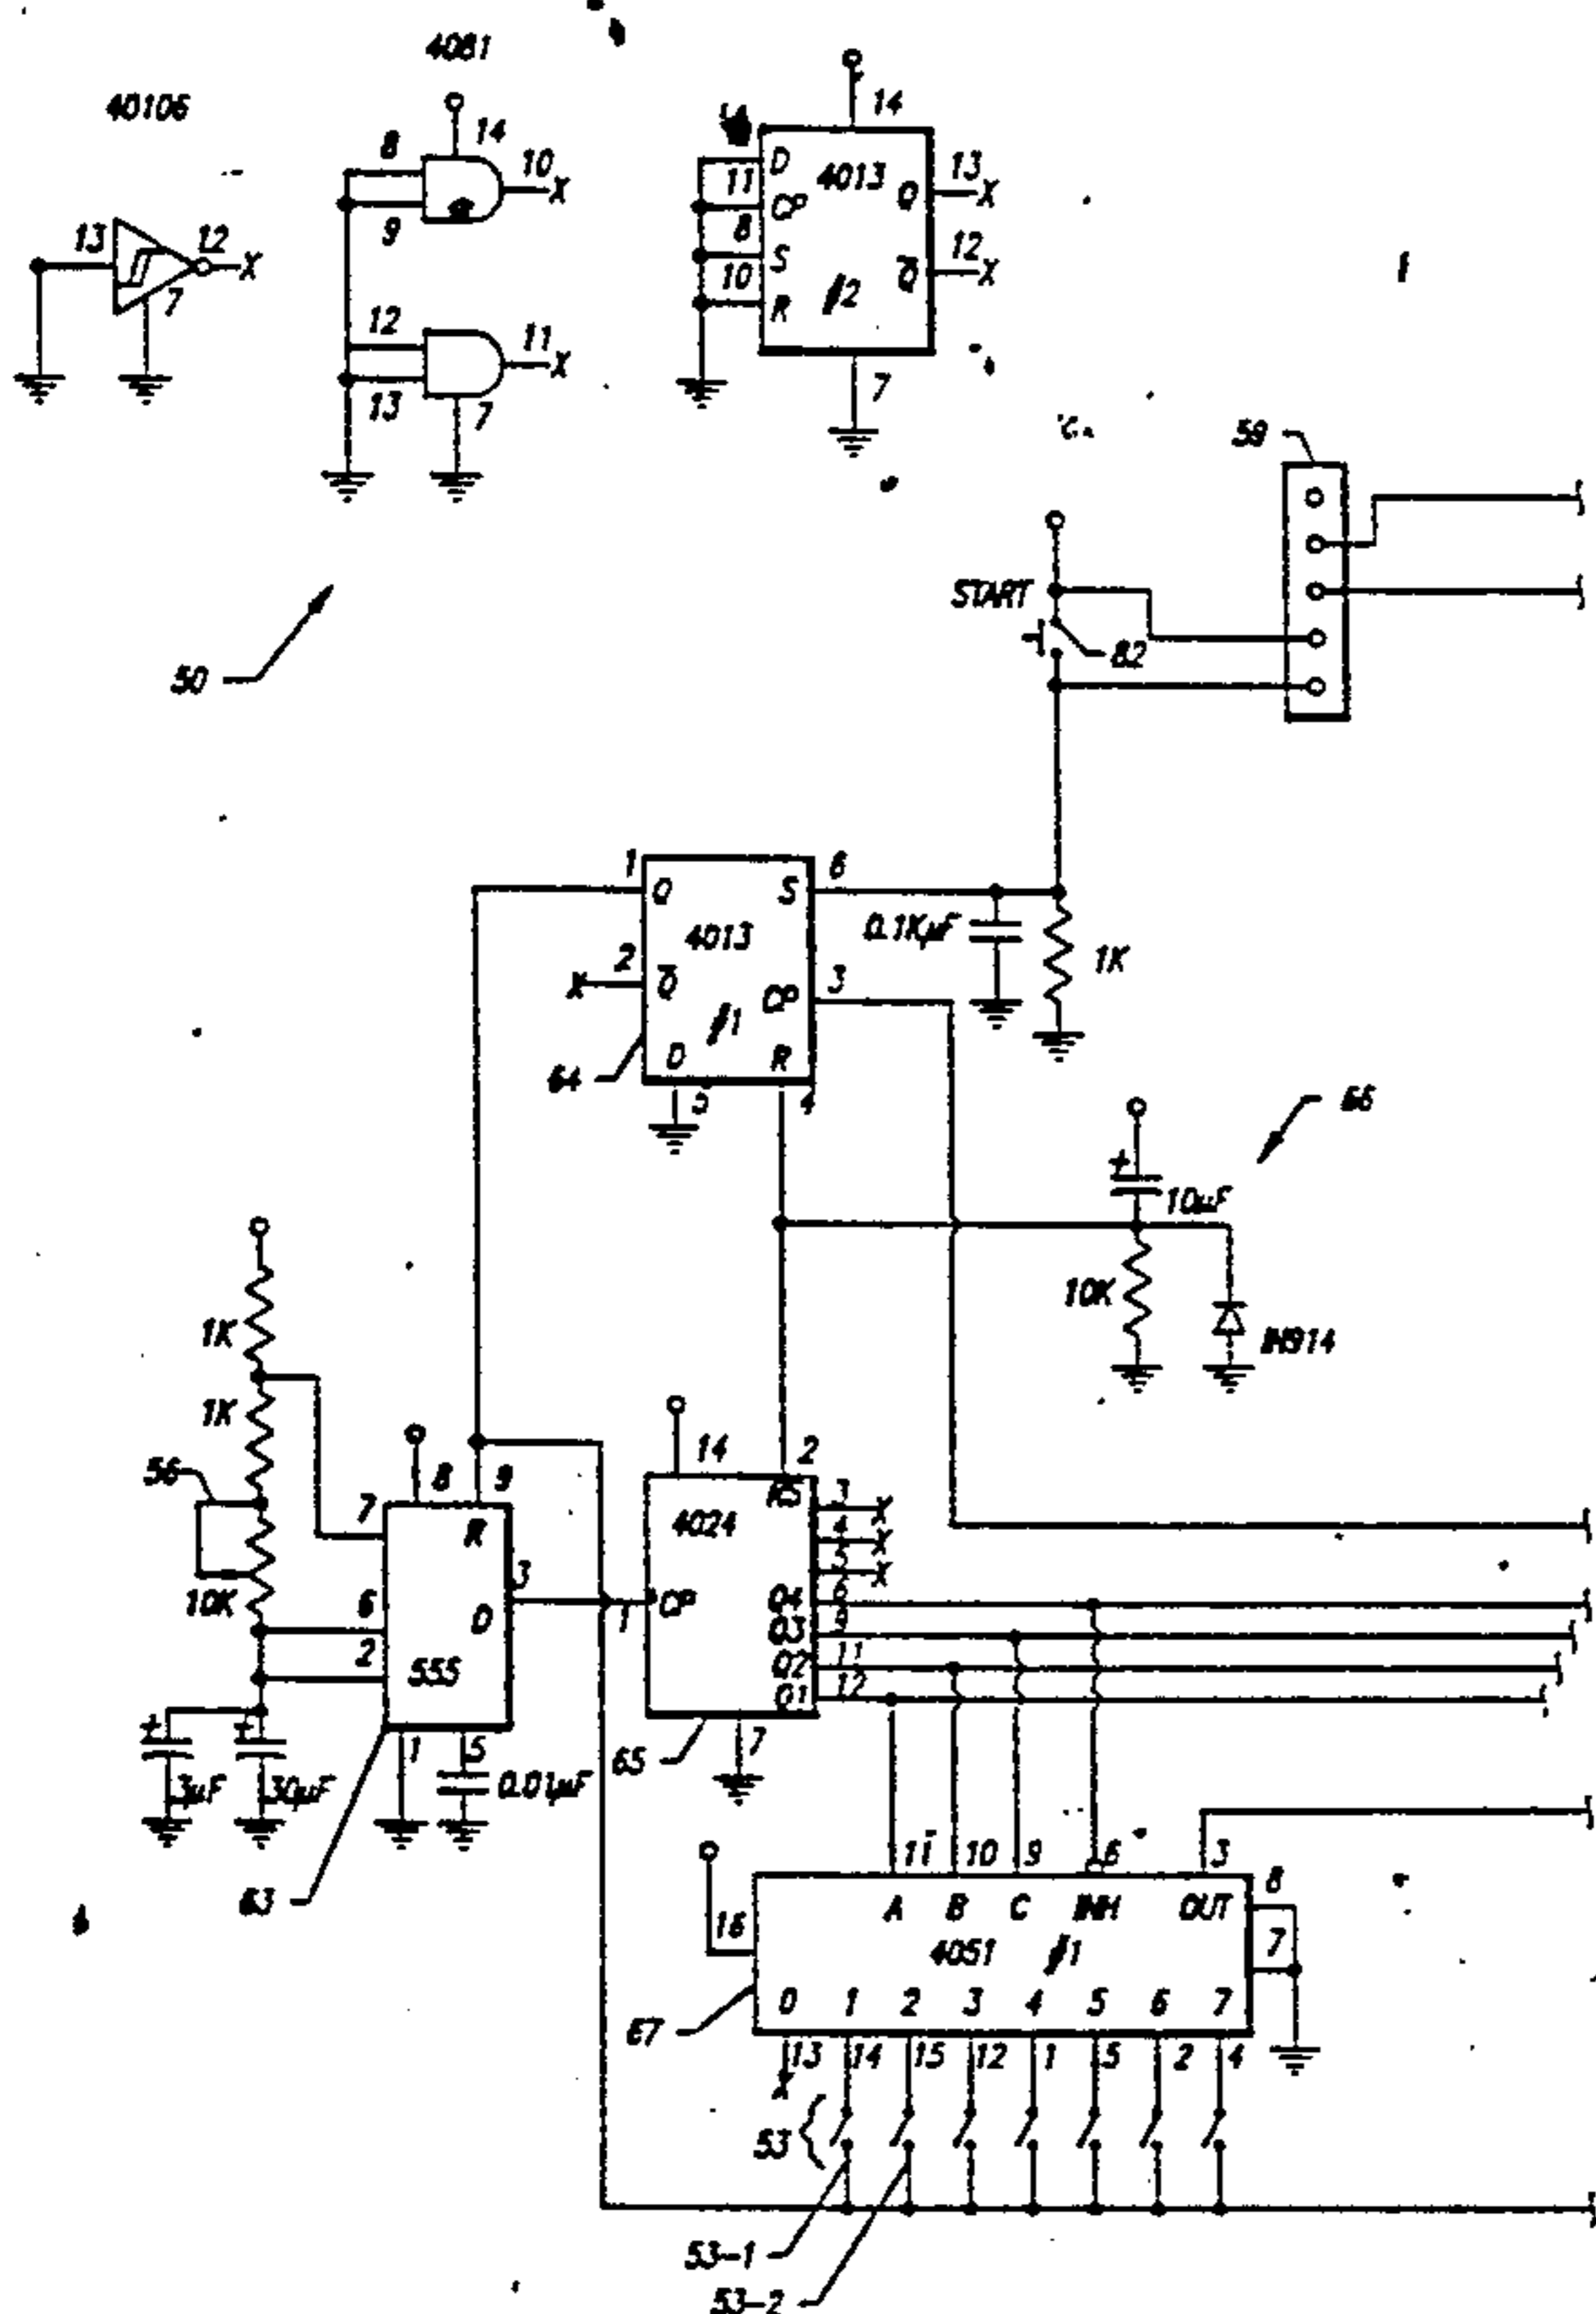 4081
40106
14
8
10
X
9
13
12
X
7
12
11
X
13
7
14
D
4013
13
X
11
CP
Q
8
S
12
X
10
R
#2
Q̅
7
59
START
82
50
1
Q
S
6
4013
0.1KµF
1K
2
X
Q̅
CP
3
#1
D
R
64
5
4
66
+
10µF
10K
1N914
1K
1K
56
10K
7
8
9
R
3
6
2
D
555
1
5
+
3µF
+
30µF
0.01µF
63
14
2
4024
RS
3
X
4
X
5
X
1
CP
Q4
6
Q3
9
Q2
11
Q1
12
7
65
11
10
9
6
3
8
16
A
B
C
INH
OUT
4051
#1
7
0
1
2
3
4
5
6
7
67
13
14
15
12
1
5
2
4
X
53
53-1
53-2